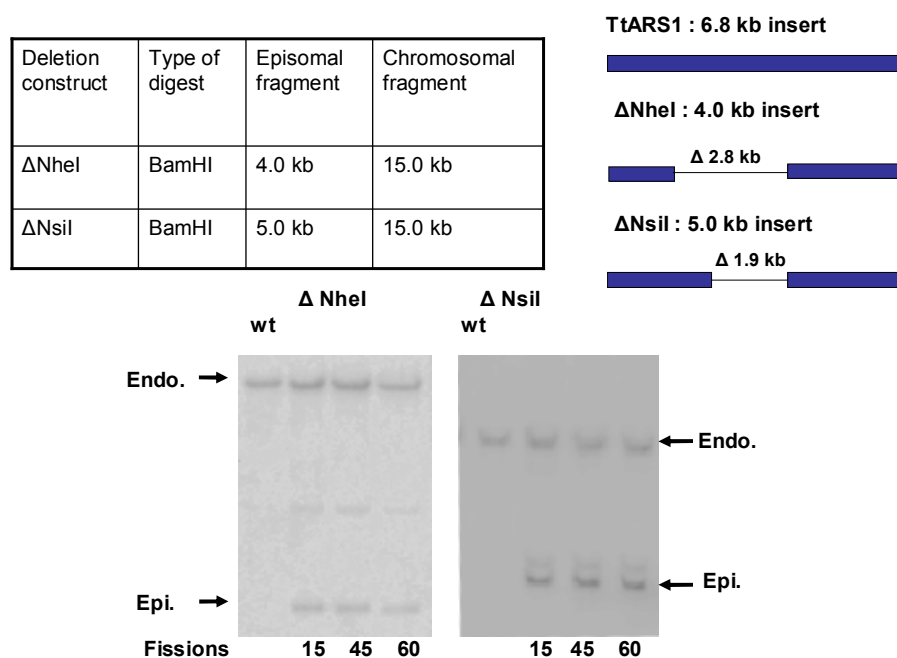 Deletion construct | Type of digest | Episomal fragment | Chromosomal fragment
ΔNheI | BamHI | 4.0 kb | 15.0 kb
ΔNsiI | BamHI | 5.0 kb | 15.0 kb
TtARS1 : 6.8 kb insert
ΔNheI : 4.0 kb insert
Δ 2.8 kb
ΔNsiI : 5.0 kb insert
Δ 1.9 kb
Δ NheI
wt
Δ NsiI
wt
Endo.
Endo.
Epi.
Epi.
Fissions 15 45 60 15 45 60